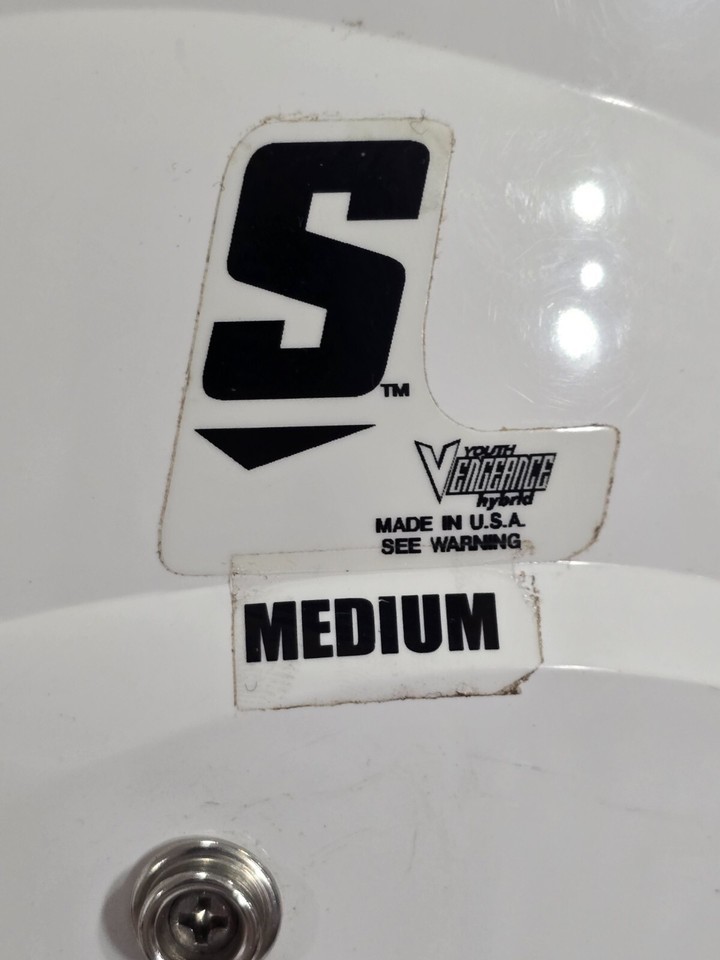 S
TM
YOUTH
VENGEANCE
hybrid
MADE IN U.S.A.
SEE WARNING
MEDIUM